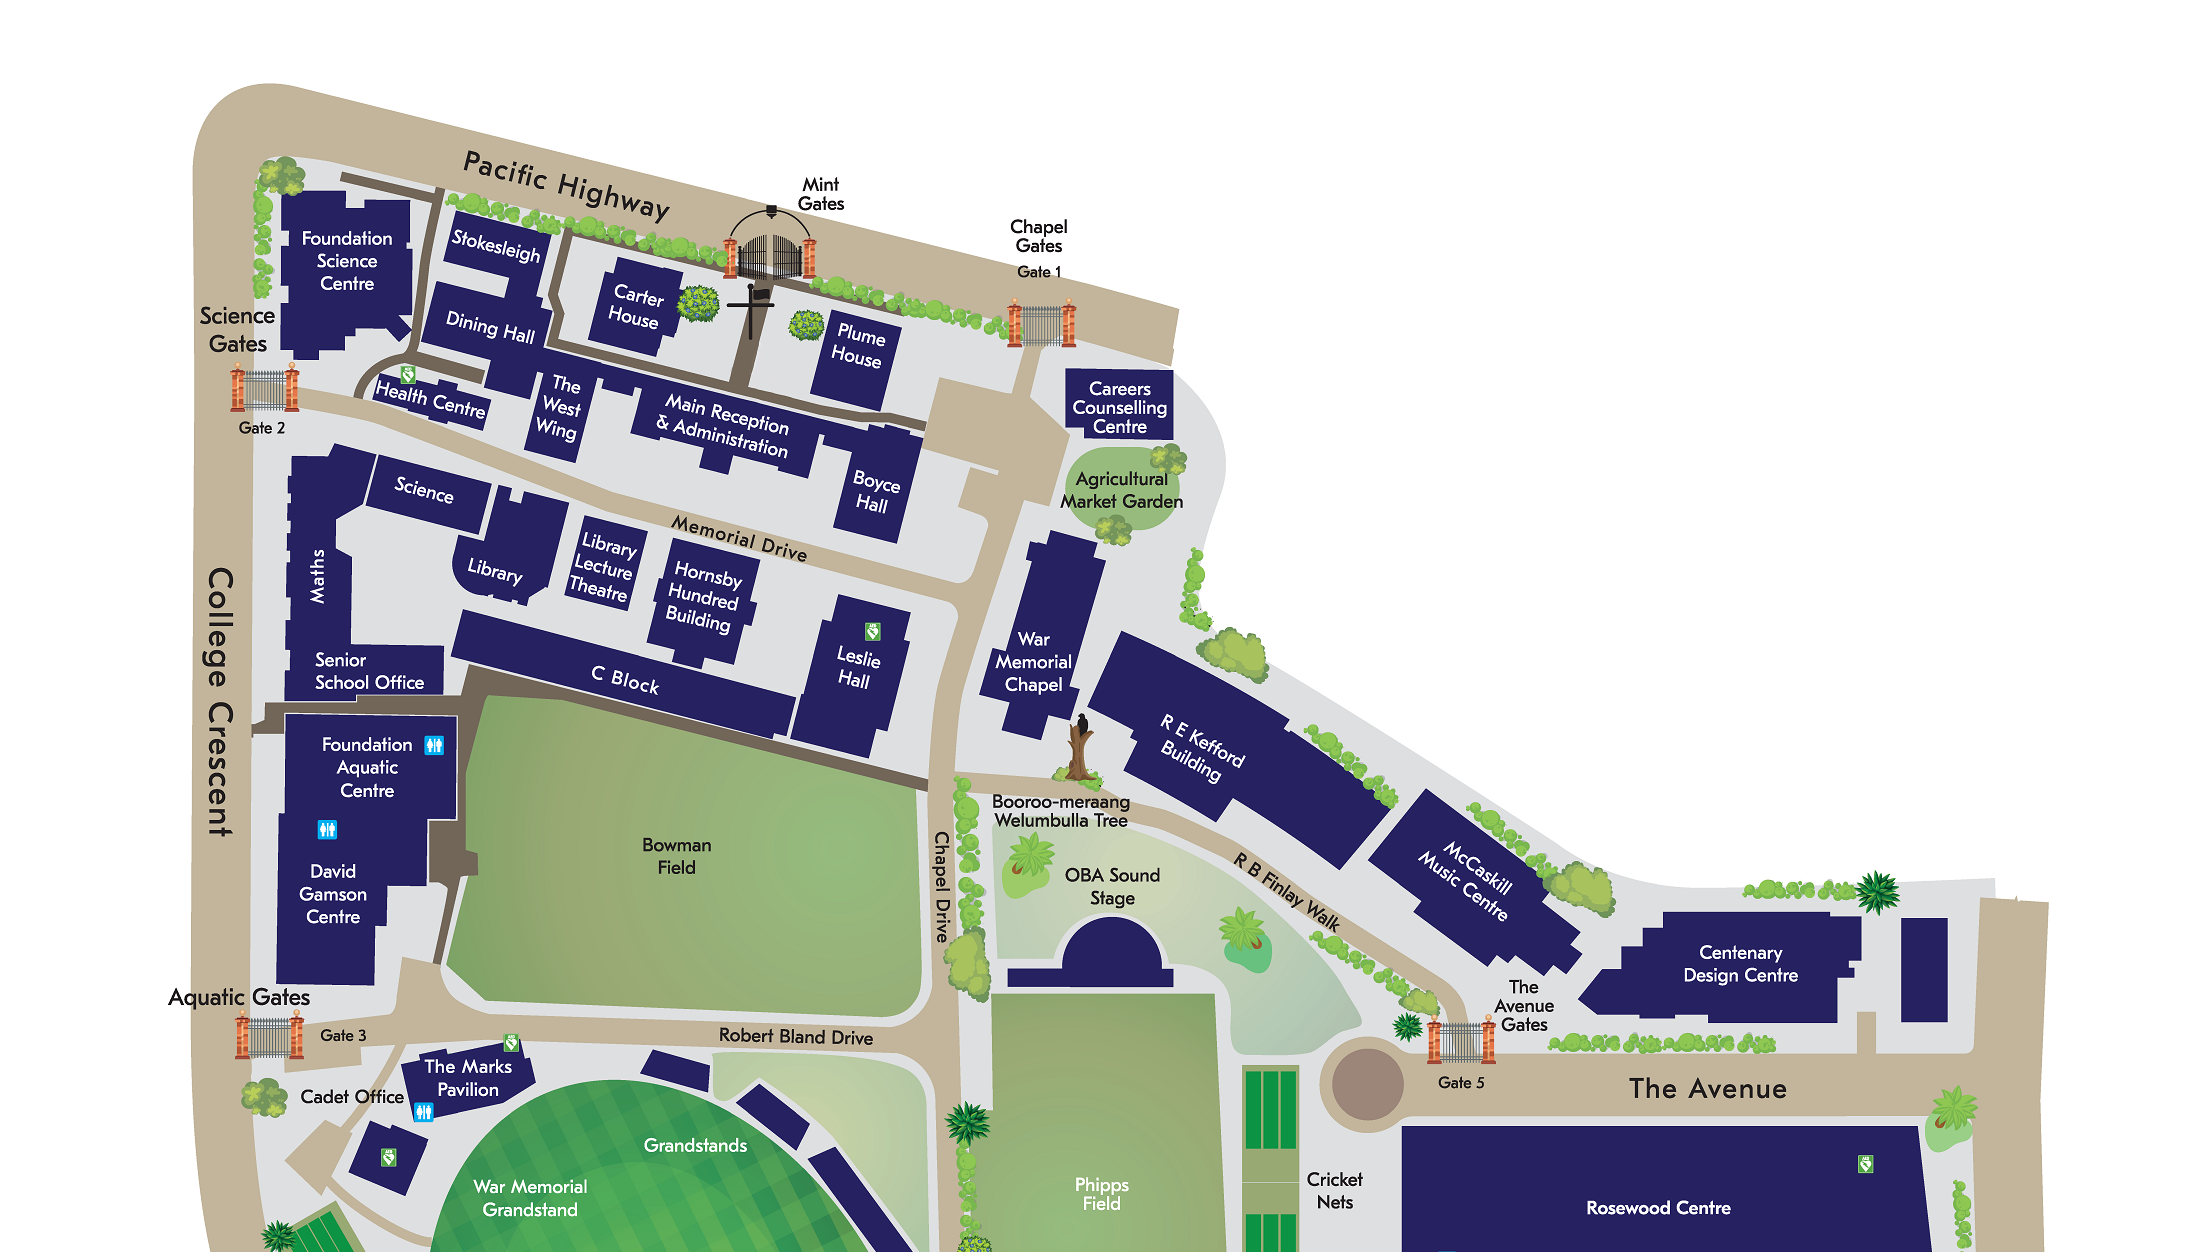 Pacific Highway
Mint
Gates
Chapel
Gates
Gate 1
Foundation
Science
Centre
Stokesleigh
Dining Hall
Carter
House
Plume
House
Science
Gates
Gate 2
Health Centre
The
West
Wing
Main Reception
& Administration
Boyce
Hall
Careers
Counselling
Centre
Agricultural
Market Garden
Science
Maths
Library
Library
Lecture
Theatre
Memorial Drive
Hornsby
Hundred
Building
Leslie
Hall
War
Memorial
Chapel
Senior
School Office
C Block
College Crescent
Foundation
Aquatic
Centre
David
Gamson
Centre
Bowman
Field
Chapel Drive
R E Kefford
Building
Booroo-meraang
Welumbulla Tree
OBA Sound
Stage
R B Finlay Walk
McCaskill
Music Centre
Centenary
Design Centre
The
Avenue
Gates
Gate 5
The Avenue
Aquatic Gates
Gate 3
Robert Bland Drive
The Marks
Pavilion
Cadet Office
Grandstands
War Memorial
Grandstand
Phipps
Field
Cricket
Nets
Rosewood Centre